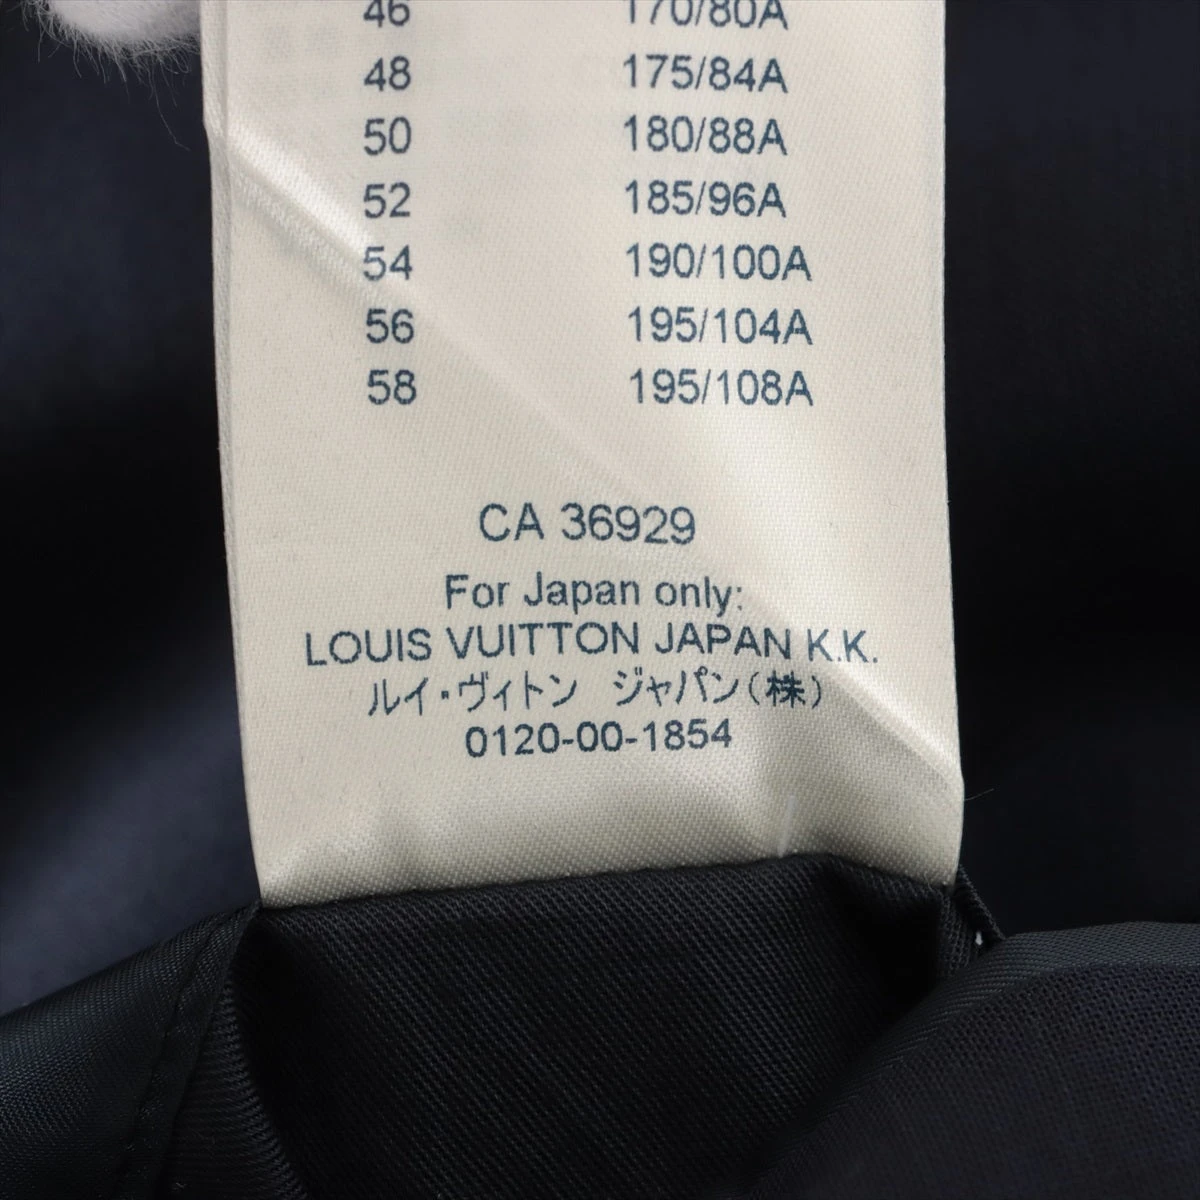 46 170/80A
48 175/84A
50 180/88A
52 185/96A
54 190/100A
56 195/104A
58 195/108A
CA 36929
For Japan only:
LOUIS VUITTON JAPAN K.K.
ルイ・ヴィトン ジャパン(株)
0120-00-1854